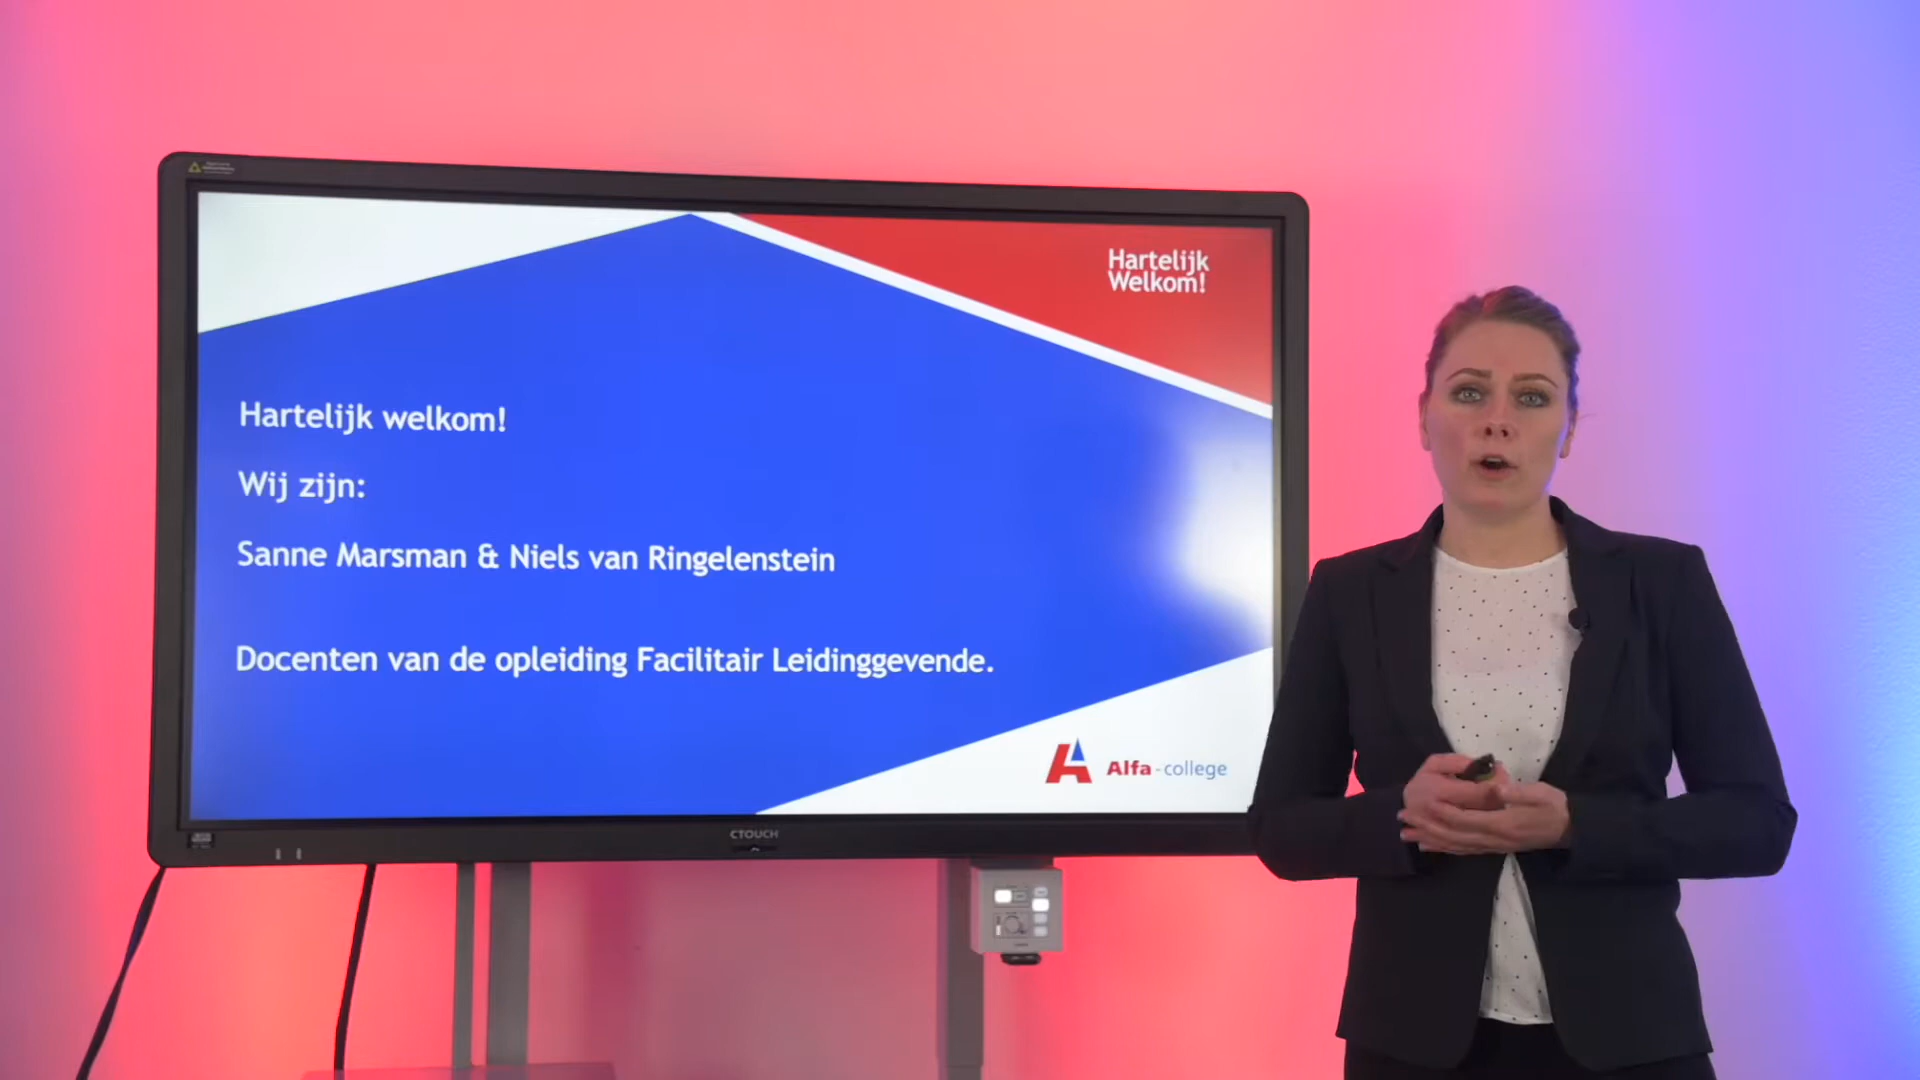 Hartelijk
Welkom!
Hartelijk welkom!
Wij zijn:
Sanne Marsman & Niels van Ringelenstein
Docenten van de opleiding Facilitair Leidinggevende.
Alfa-college
CTOUCH